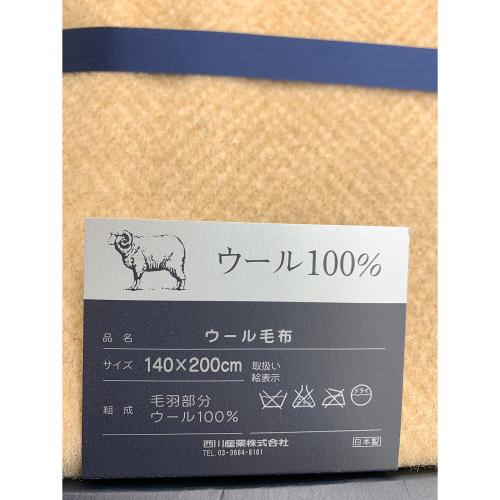 ウール100%
品名 ウール毛布
サイズ 140×200cm 取扱い
絵表示
ドライ
組成 毛羽部分
ウール100%
西川産業株式会社
TEL.03-3664-8161
日本製